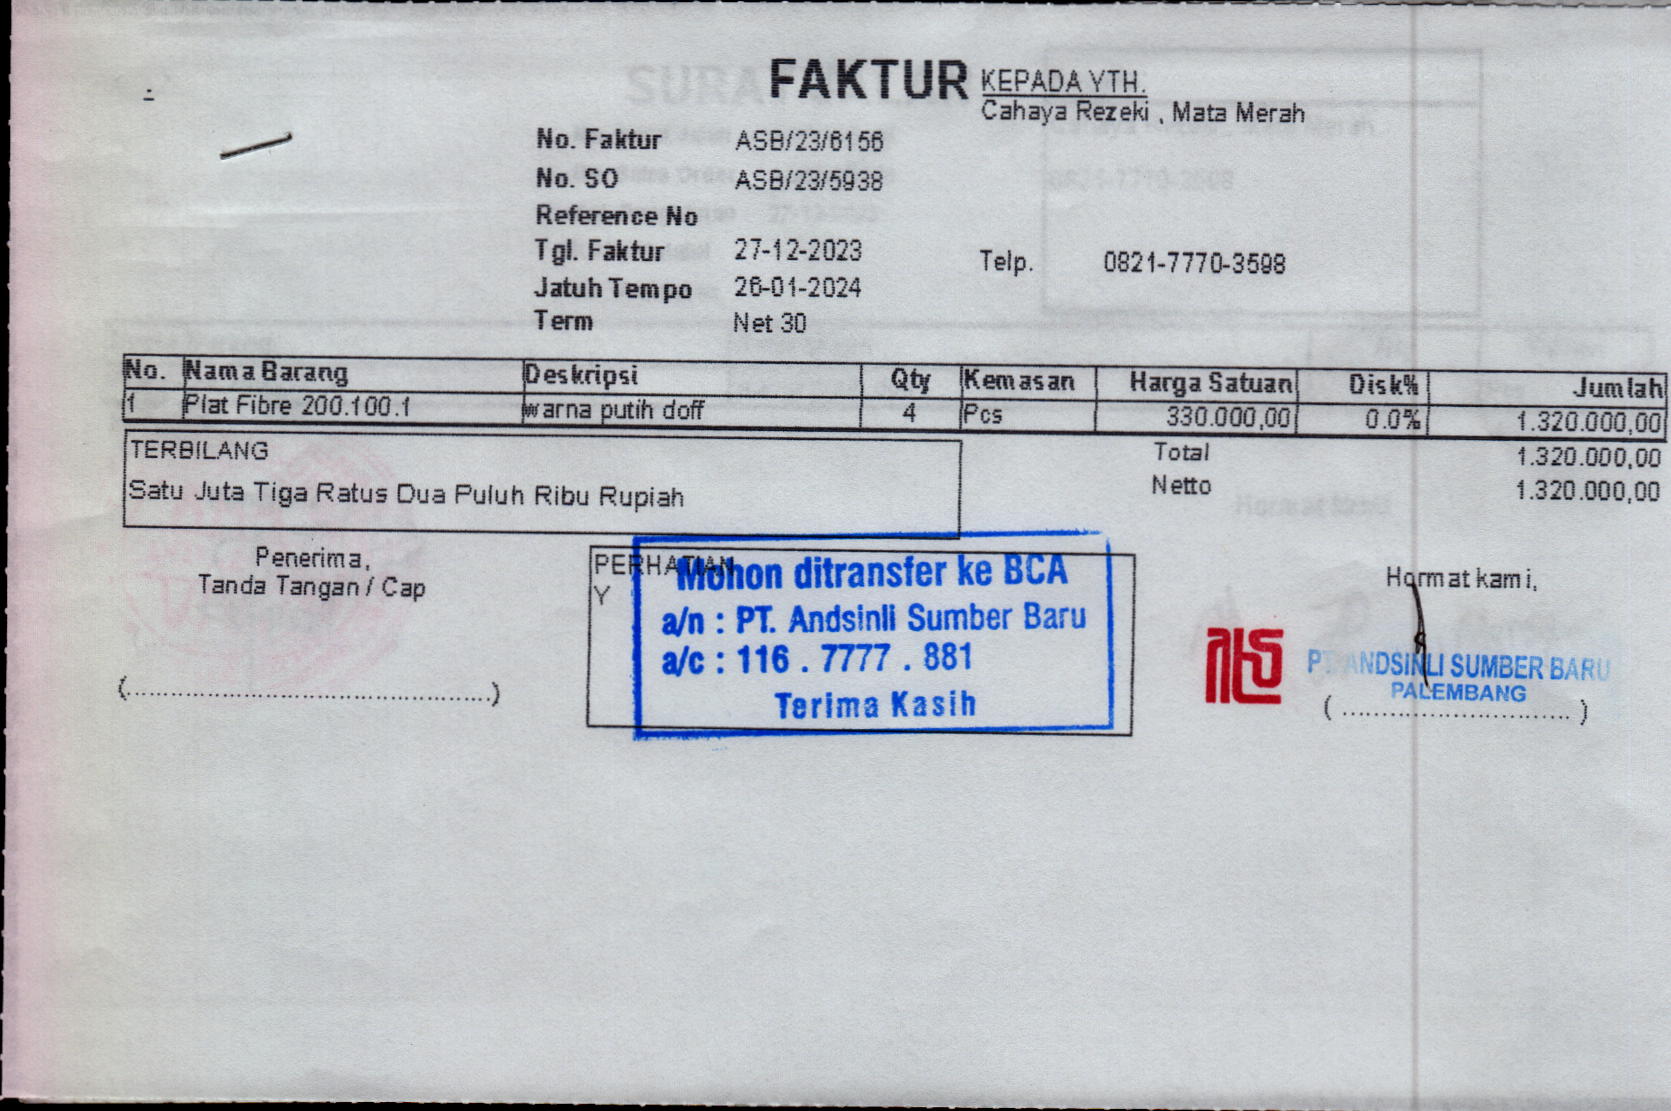 FAKTUR
KEPADA YTH.
Cahaya Rezeki , Mata Merah
No. Faktur ASB/23/6156
No. SO ASB/23/5938
Reference No
Tgl. Faktur 27-12-2023
Telp. 0821-7770-3598
Jatuh Tempo 26-01-2024
Term Net 30
No. Nama Barang Deskripsi Qty Kemasan Harga Satuan Disk% Jumlah
1 Plat Fibre 200.100.1 warna putih doff 4 Pcs 330.000,00 0.0% 1.320.000,00
TERBILANG
Satu Juta Tiga Ratus Dua Puluh Ribu Rupiah
Total 1.320.000,00
Netto 1.320.000,00
Penerima,
Tanda Tangan / Cap
(............................................................)
PERHATIAN
Y
Mohon ditransfer ke BCA
a/n : PT. Andsinli Sumber Baru
a/c : 116 . 7777 . 881
Terima Kasih
Hormat kami,
PT ANDSINLI SUMBER BARU
PALEMBANG
( ............................ )